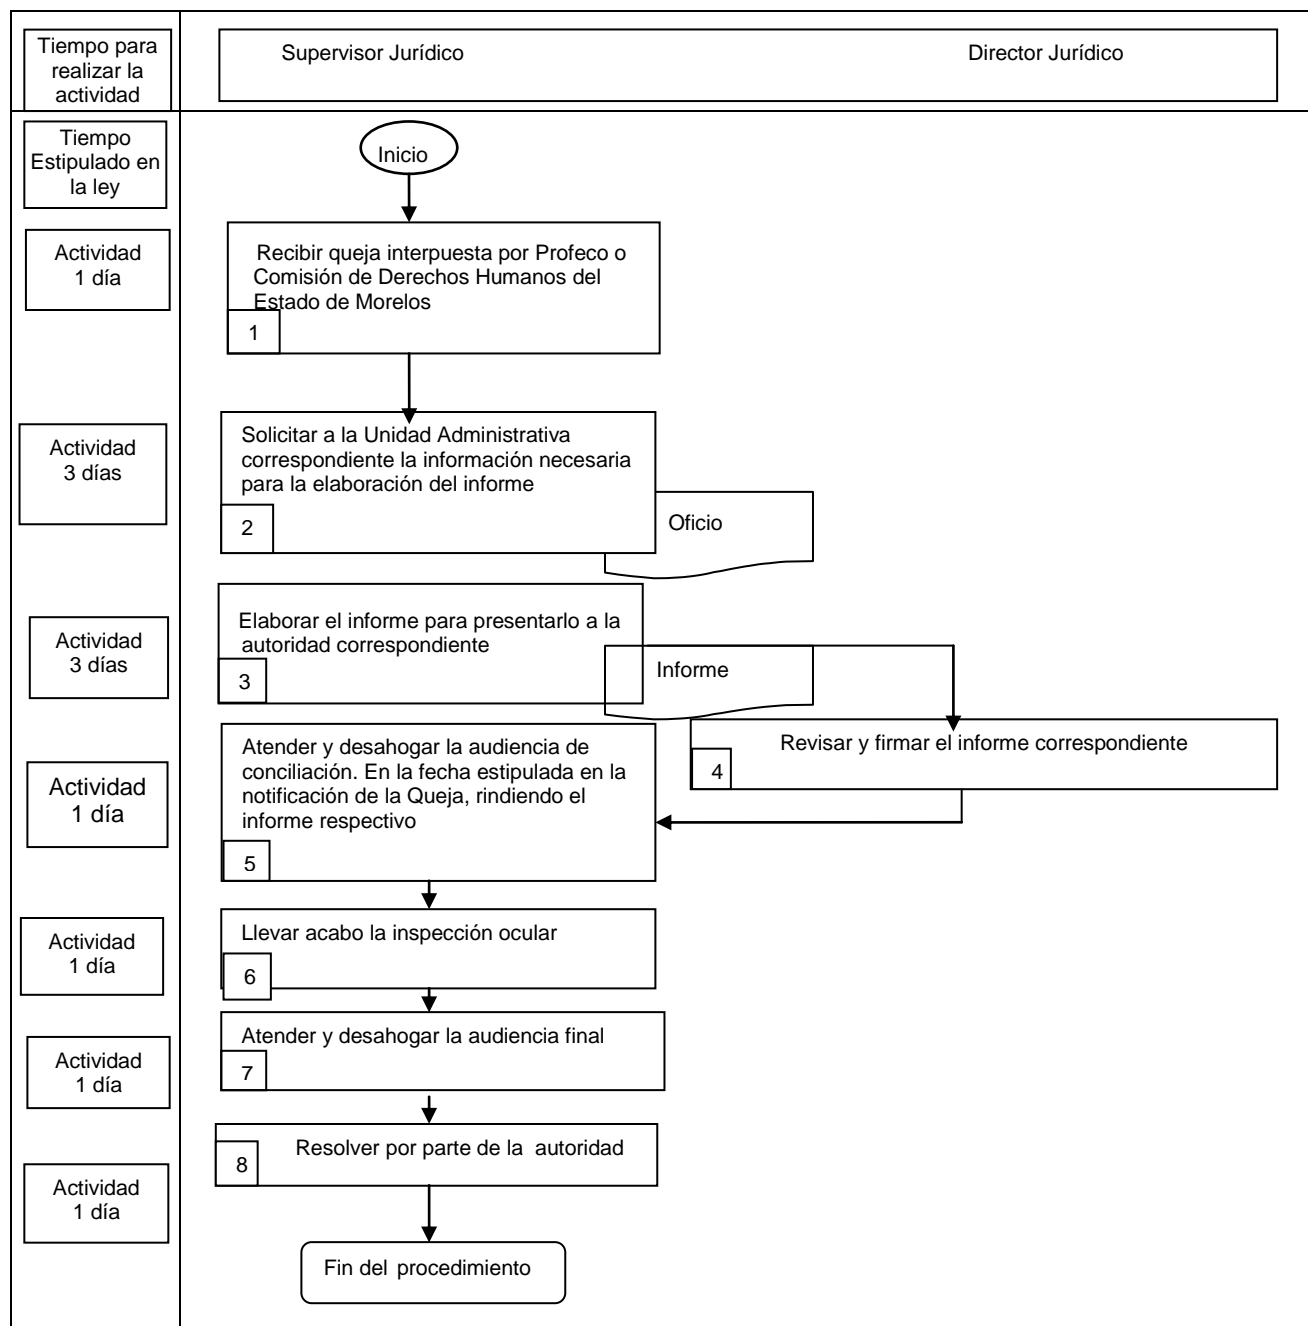 Tiempo para
realizar la
actividad
Supervisor Jurídico
Director Jurídico
Tiempo
Estipulado en
la ley
Inicio
Actividad
1 día
Recibir queja interpuesta por Profeco o
Comisión de Derechos Humanos del
Estado de Morelos
1
Actividad
3 días
Solicitar a la Unidad Administrativa
correspondiente la información necesaria
para la elaboración del informe
2
Oficio
Actividad
3 días
Elaborar el informe para presentarlo a la
autoridad correspondiente
3
Informe
Revisar y firmar el informe correspondiente
4
Actividad
1 día
Atender y desahogar la audiencia de
conciliación. En la fecha estipulada en la
notificación de la Queja, rindiendo el
informe respectivo
5
Actividad
1 día
Llevar acabo la inspección ocular
6
Actividad
1 día
Atender y desahogar la audiencia final
7
Resolver por parte de la autoridad
8
Actividad
1 día
Fin del procedimiento